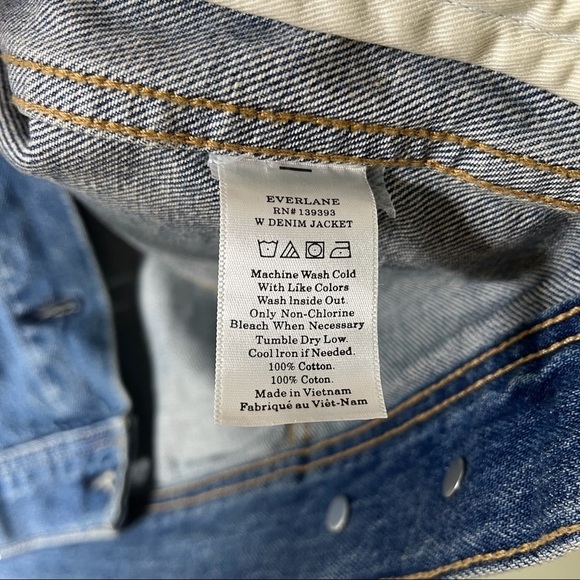 EVERLANE
RN# 139393
W DENIM JACKET
Machine Wash Cold
With Like Colors
Wash Inside Out.
Only Non-Chlorine
Bleach When Necessary
Tumble Dry Low.
Cool Iron if Needed.
100% Cotton.
100% Coton.
Made in Vietnam
Fabriqué au Viêt-Nam